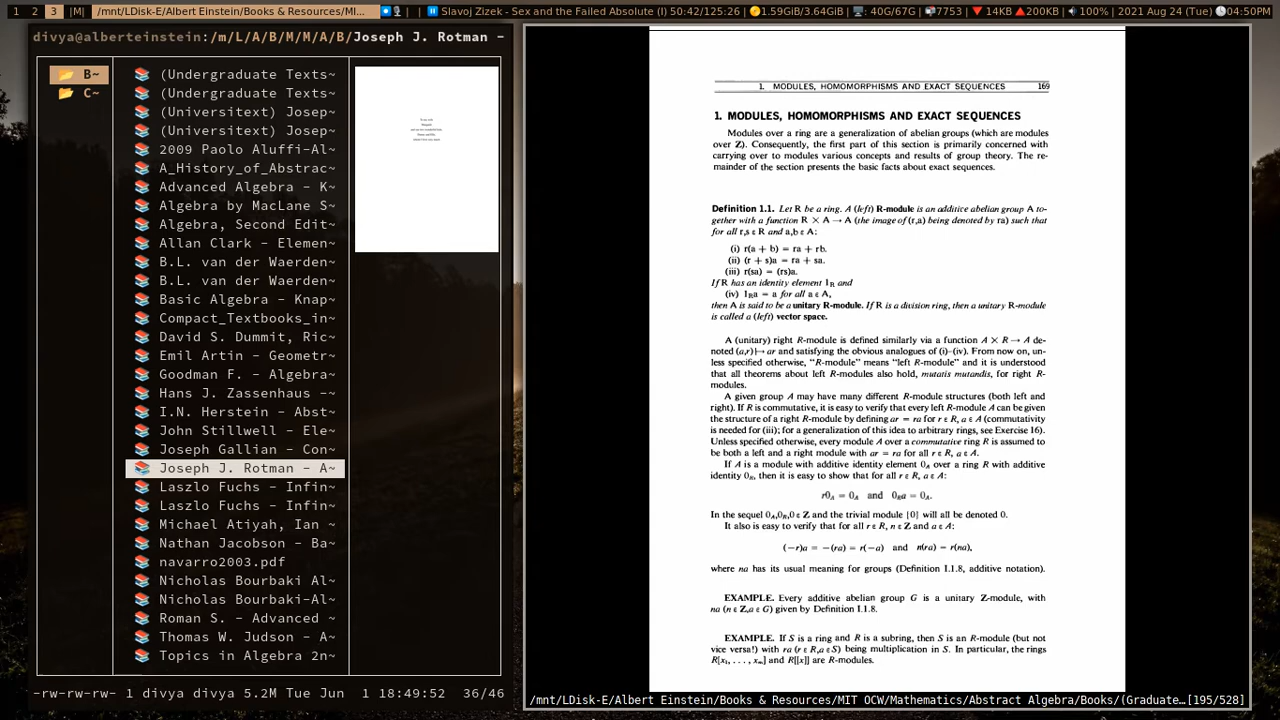 1 2 3 |M| /mnt/LDisk-E/Albert Einstein/Books & Resources/MI...
Slavoj Zizek - Sex and the Failed Absolute (I) 50:42/125:26 1.59GiB/3.64GiB : 40G/67G 7753 14KB 200KB 100% 2021 Aug 24 (Tue) 04:50PM
divya@alberteinstein:/m/L/A/B/M/M/A/B/Joseph J. Rotman -
B~
C~
(Undergraduate Texts~
(Undergraduate Texts~
(Universitext) Josep~
(Universitext) Josep~
2009 Paolo Aluffi-Al~
A_History_of_Abstrac~
Advanced Algebra - K~
Algebra by MacLane S~
Algebra, Second Edit~
Allan Clark - Elemen~
B.L. van der Waerden~
B.L. van der Waerden~
Basic Algebra - Knap~
Compact_Textbooks_in~
David S. Dummit, Ric~
Emil Artin - Geometr~
Goodman R. - Algebra~
Hans J. Zassenhaus -~
I.N. Herstein - Abst~
John Stillwell - Ele~
Joseph Gallian - Con~
Joseph J. Rotman - A~
Laszlo Fuchs - Infin~
Laszlo Fuchs - Infin~
Michael Atiyah, Ian ~
Nathan Jacobson - Ba~
navarro2003.pdf
Nicholas Bourbaki Al~
Nicholas Bourbaki-Al~
Roman S. - Advanced ~
Thomas W. Judson - A~
Topics in Algebra 2n~
-rw-rw-rw- 1 divya divya 5.2M Tue Jun 1 18:49:52 36/46
1. MODULES, HOMOMORPHISMS AND EXACT SEQUENCES 169
1. MODULES, HOMOMORPHISMS AND EXACT SEQUENCES
Modules over a ring are a generalization of abelian groups (which are modules
over Z). Consequently, the first part of this section is primarily concerned with
carrying over to modules various concepts and results of group theory. The re-
mainder of the section presents the basic facts about exact sequences.
Definition 1.1. Let R be a ring. A (left) R-module is an additive abelian group A to-
gether with a function R × A → A (the image of (r,a) being denoted by ra) such that
for all r,s ε R and a,b ε A:
(i) r(a + b) = ra + rb.
(ii) (r + s)a = ra + sa.
(iii) r(sa) = (rs)a.
If R has an identity element 1R and
(iv) 1Ra = a for all a ε A,
then A is said to be a unitary R-module. If R is a division ring, then a unitary R-module
is called a (left) vector space.
A (unitary) right R-module is defined similarly via a function A × R → A de-
noted (a,r) ↦ ar and satisfying the obvious analogues of (i)-(iv). From now on, un-
less specified otherwise, "R-module" means "left R-module" and it is understood
that all theorems about left R-modules also hold, mutatis mutandis, for right R-
modules.
A given group A may have many different R-module structures (both left and
right). If R is commutative, it is easy to verify that every left R-module A can be given
the structure of a right R-module by defining ar = ra for r ε R, a ε A (commutativity
is needed for (iii); for a generalization of this idea to arbitrary rings, see Exercise 16).
Unless specified otherwise, every module A over a commutative ring R is assumed to
be both a left and a right module with ar = ra for all r ε R, a ε A.
If A is a module with additive identity element 0A over a ring R with additive
identity 0R, then it is easy to show that for all r ε R, a ε A:
r0A = 0A and 0Ra = 0A.
In the sequel 0A,0R,0 ε Z and the trivial module {0} will all be denoted 0.
It also is easy to verify that for all r ε R, n ε Z and a ε A:
(−r)a = −(ra) = r(−a) and n(ra) = r(na),
where na has its usual meaning for groups (Definition I.1.8, additive notation).
EXAMPLE. Every additive abelian group G is a unitary Z-module, with
na (n ε Z,a ε G) given by Definition I.1.8.
EXAMPLE. If S is a ring and R is a subring, then S is an R-module (but not
vice versa!) with ra (r ε R,a ε S) being multiplication in S. In particular, the rings
R[x1, . . . , xm] and R[[x]] are R-modules.
/mnt/LDisk-E/Albert Einstein/Books & Resources/MIT OCW/Mathematics/Abstract Algebra/Books/(Graduate…[195/528]